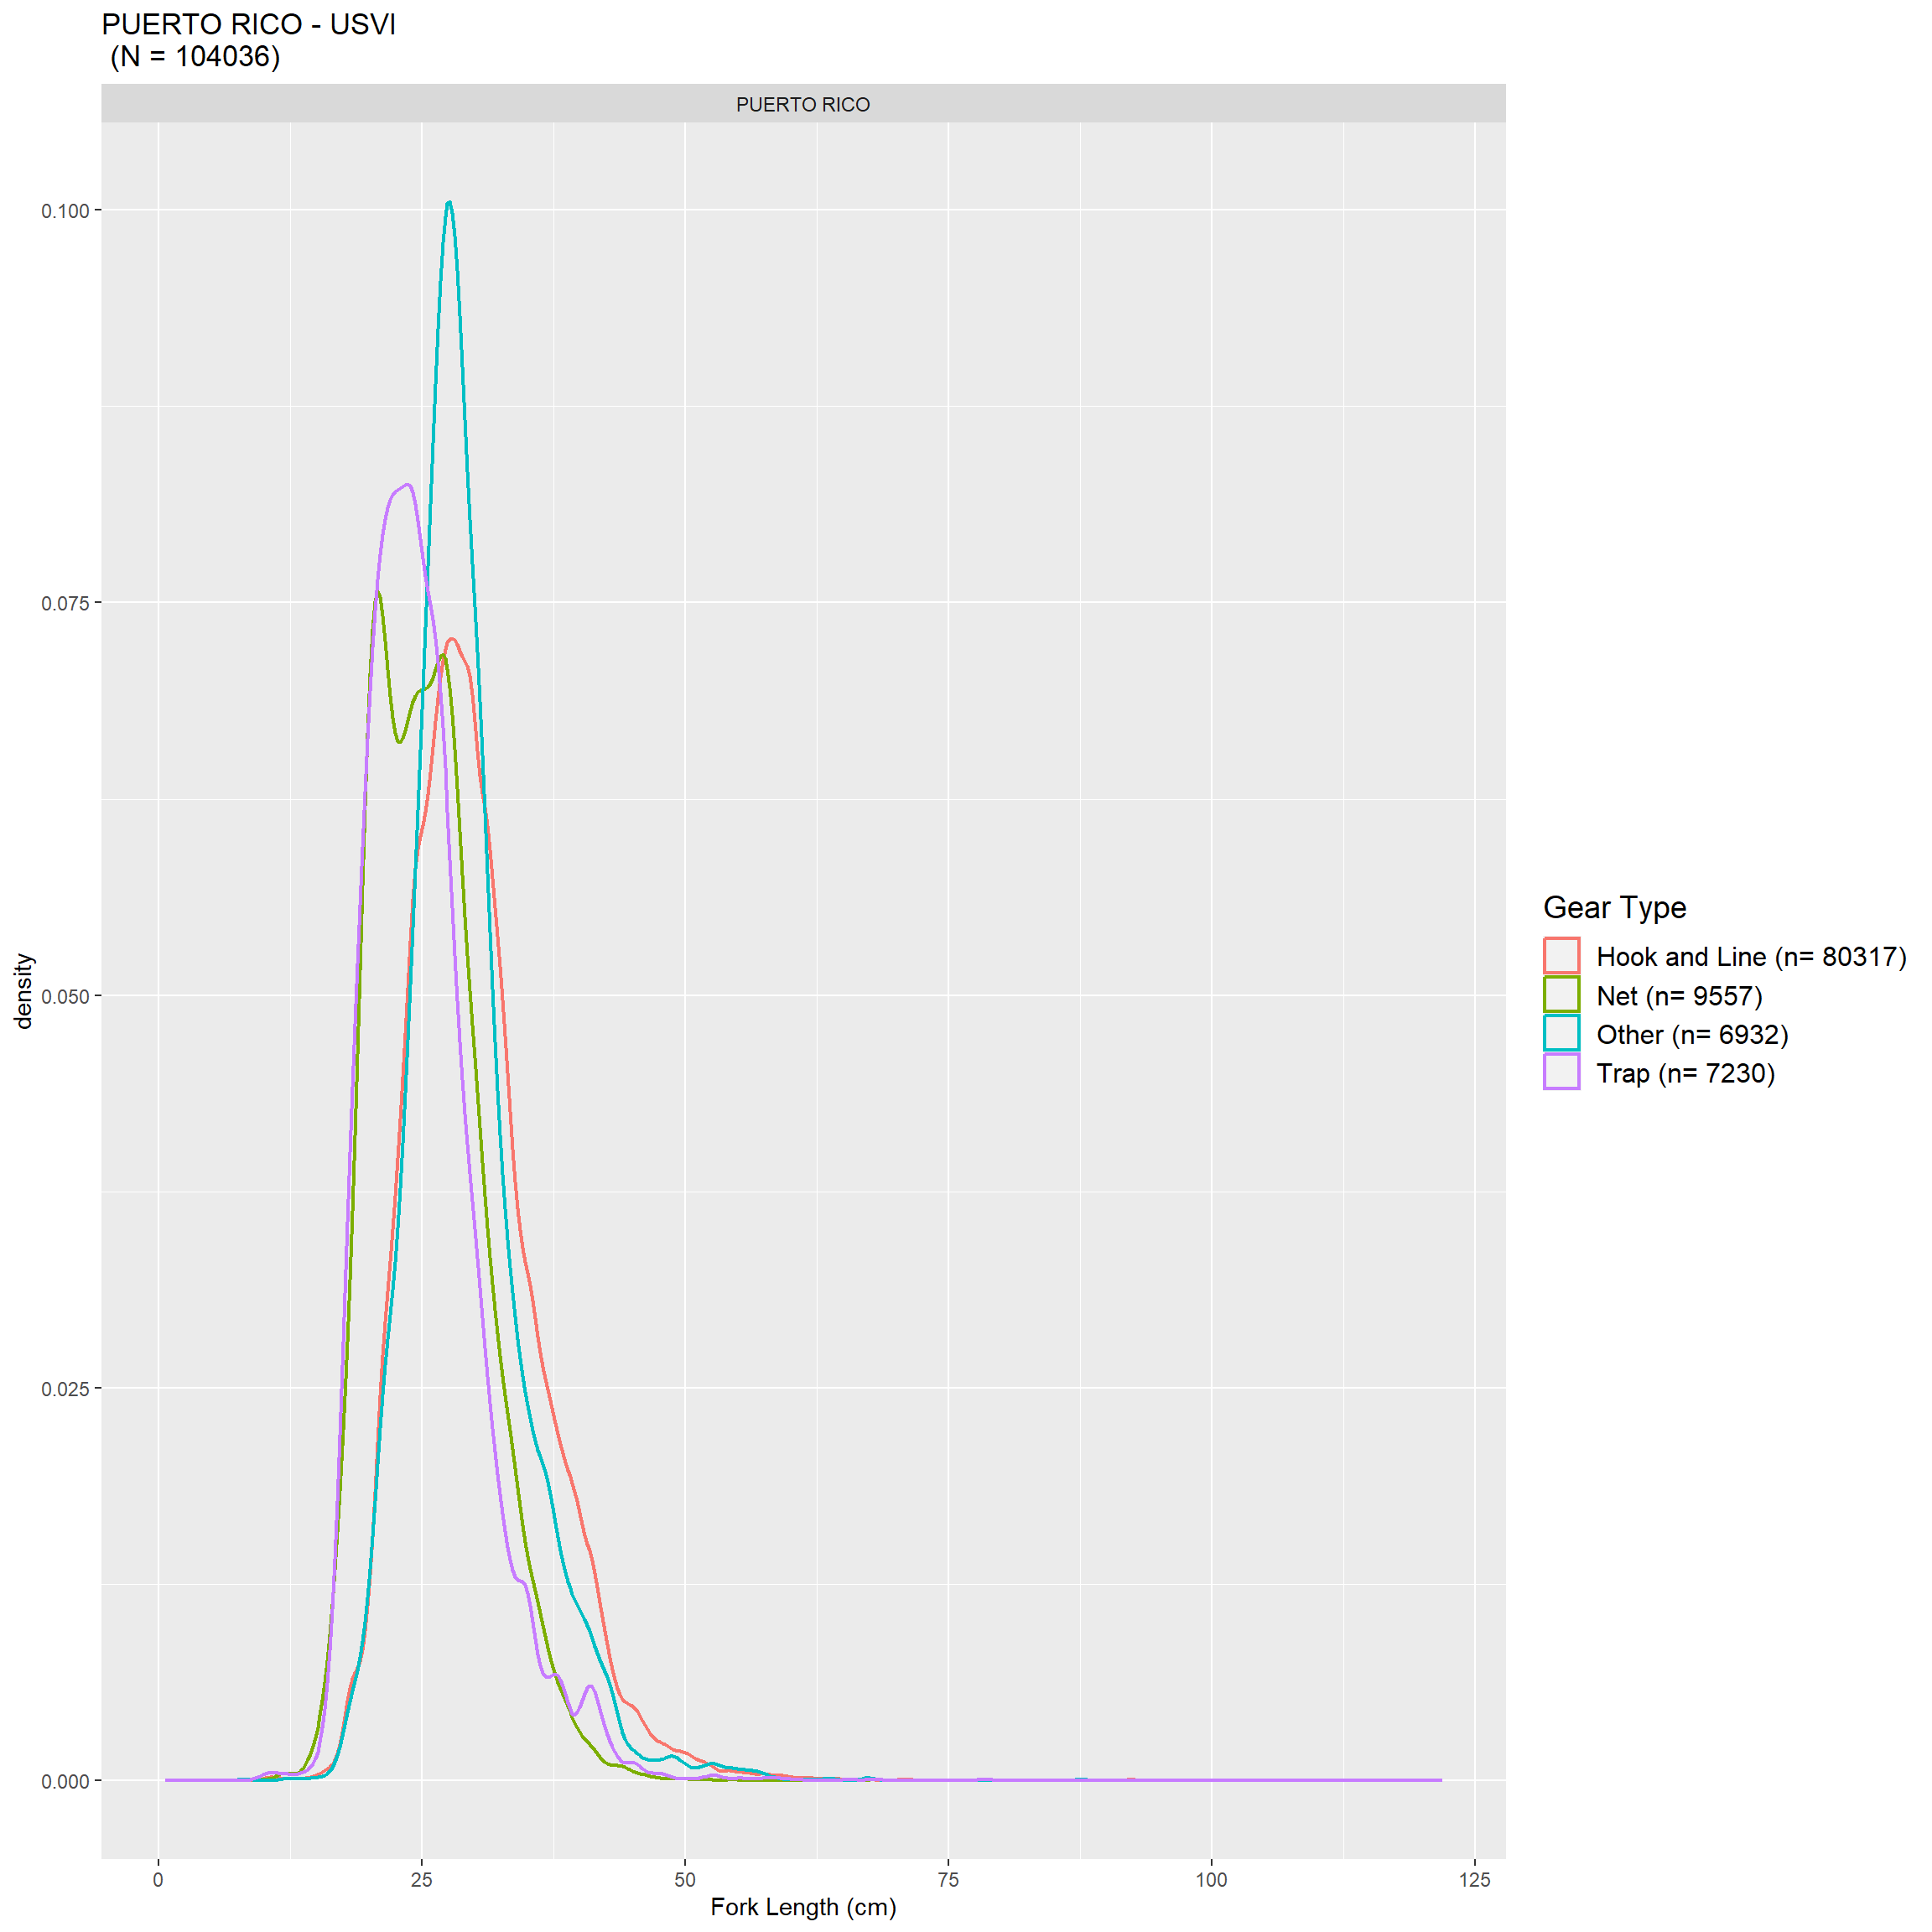 PUERTO RICO - USVI
(N = 104036)
PUERTO RICO
0.100
0.075
0.050
0.025
0.000
density
0
25
50
75
100
125
Fork Length (cm)
Gear Type
Hook and Line (n= 80317)
Net (n= 9557)
Other (n= 6932)
Trap (n= 7230)